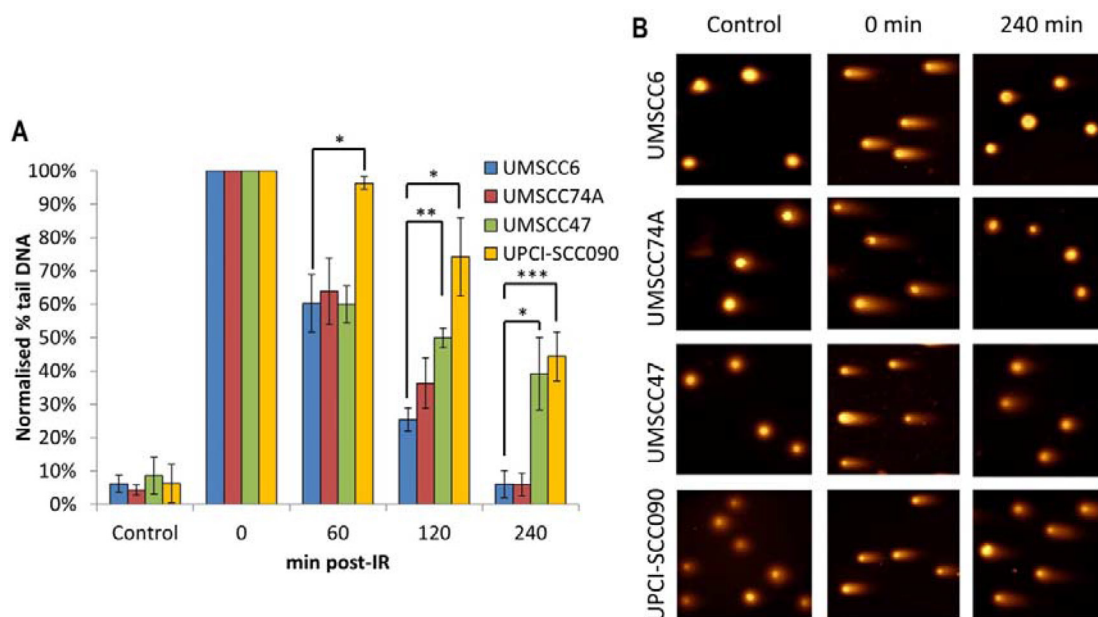 A
Normalised % tail DNA
100%
90%
80%
70%
60%
50%
40%
30%
20%
10%
0%
*
*
**
***
*
UMSCC6
UMSCC74A
UMSCC47
UPCI-SCC090
Control
0
60
120
240
min post-IR
B
Control
0 min
240 min
UMSCC6
UMSCC74A
UMSCC47
UPCI-SCC090